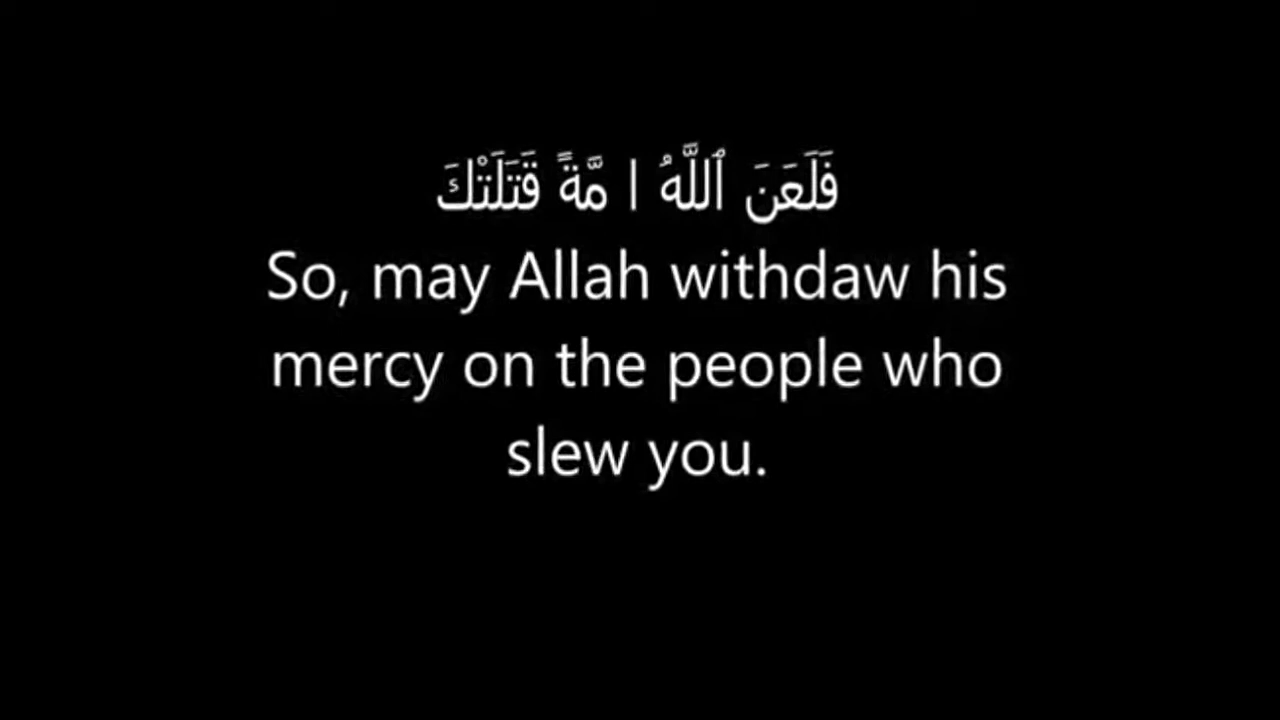 فَلَعَنَ ٱللَّهُ ا مَّةً قَتَلَتْكَ
So, may Allah withdaw his
mercy on the people who
slew you.